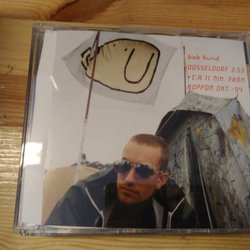 bob hund
DÜSSELDORF 3:53
+ C:A 11 MIN. FRÅN
KOPPOM OKT. -94